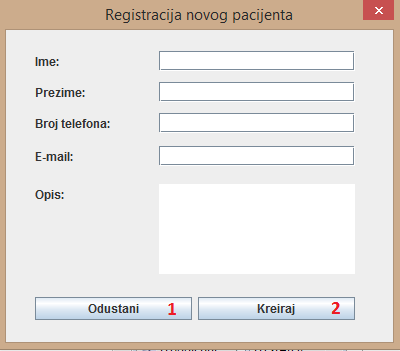 Registracija novog pacijenta
Ime:
Prezime:
Broj telefona:
E-mail:
Opis:
Odustani 1 Kreiraj 2